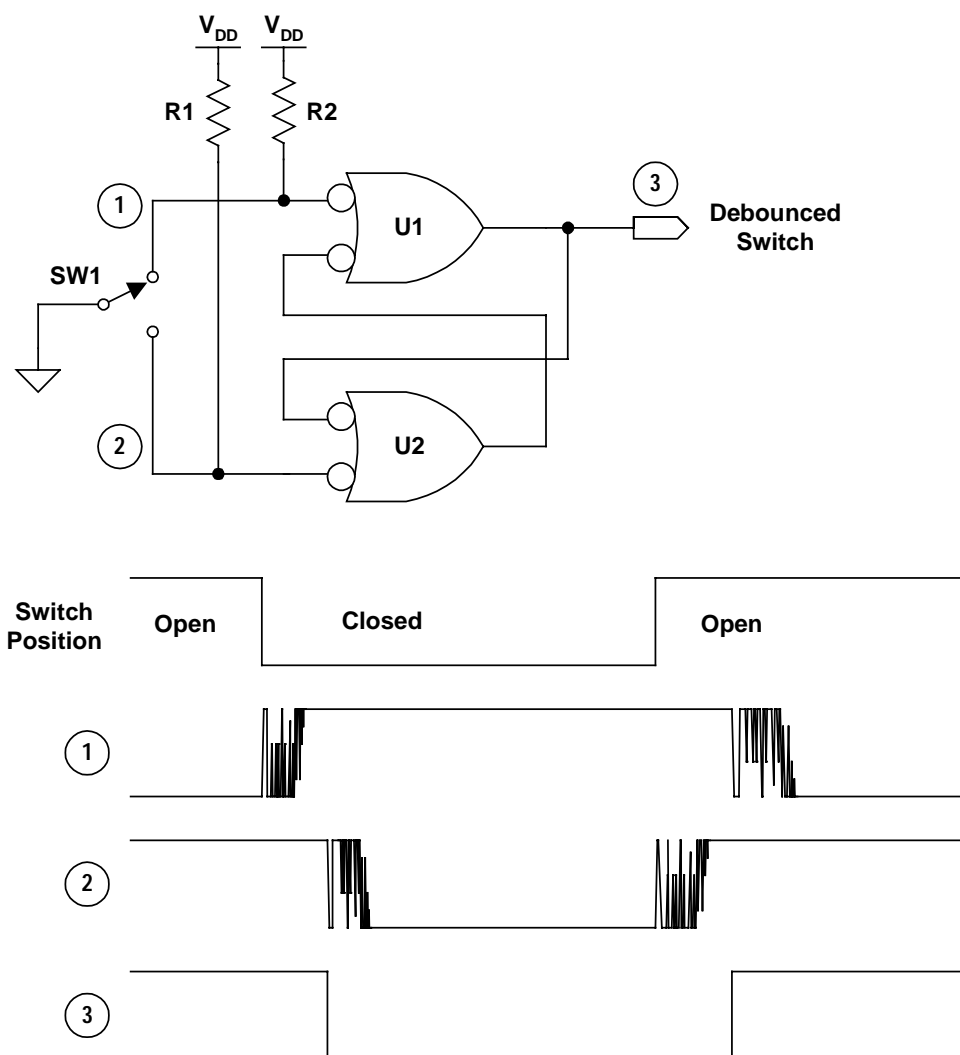 VDD VDD
R1 R2
1 3
U1 Debounced
Switch
SW1
2 U2
Switch
Position Open Closed Open
1
2
3